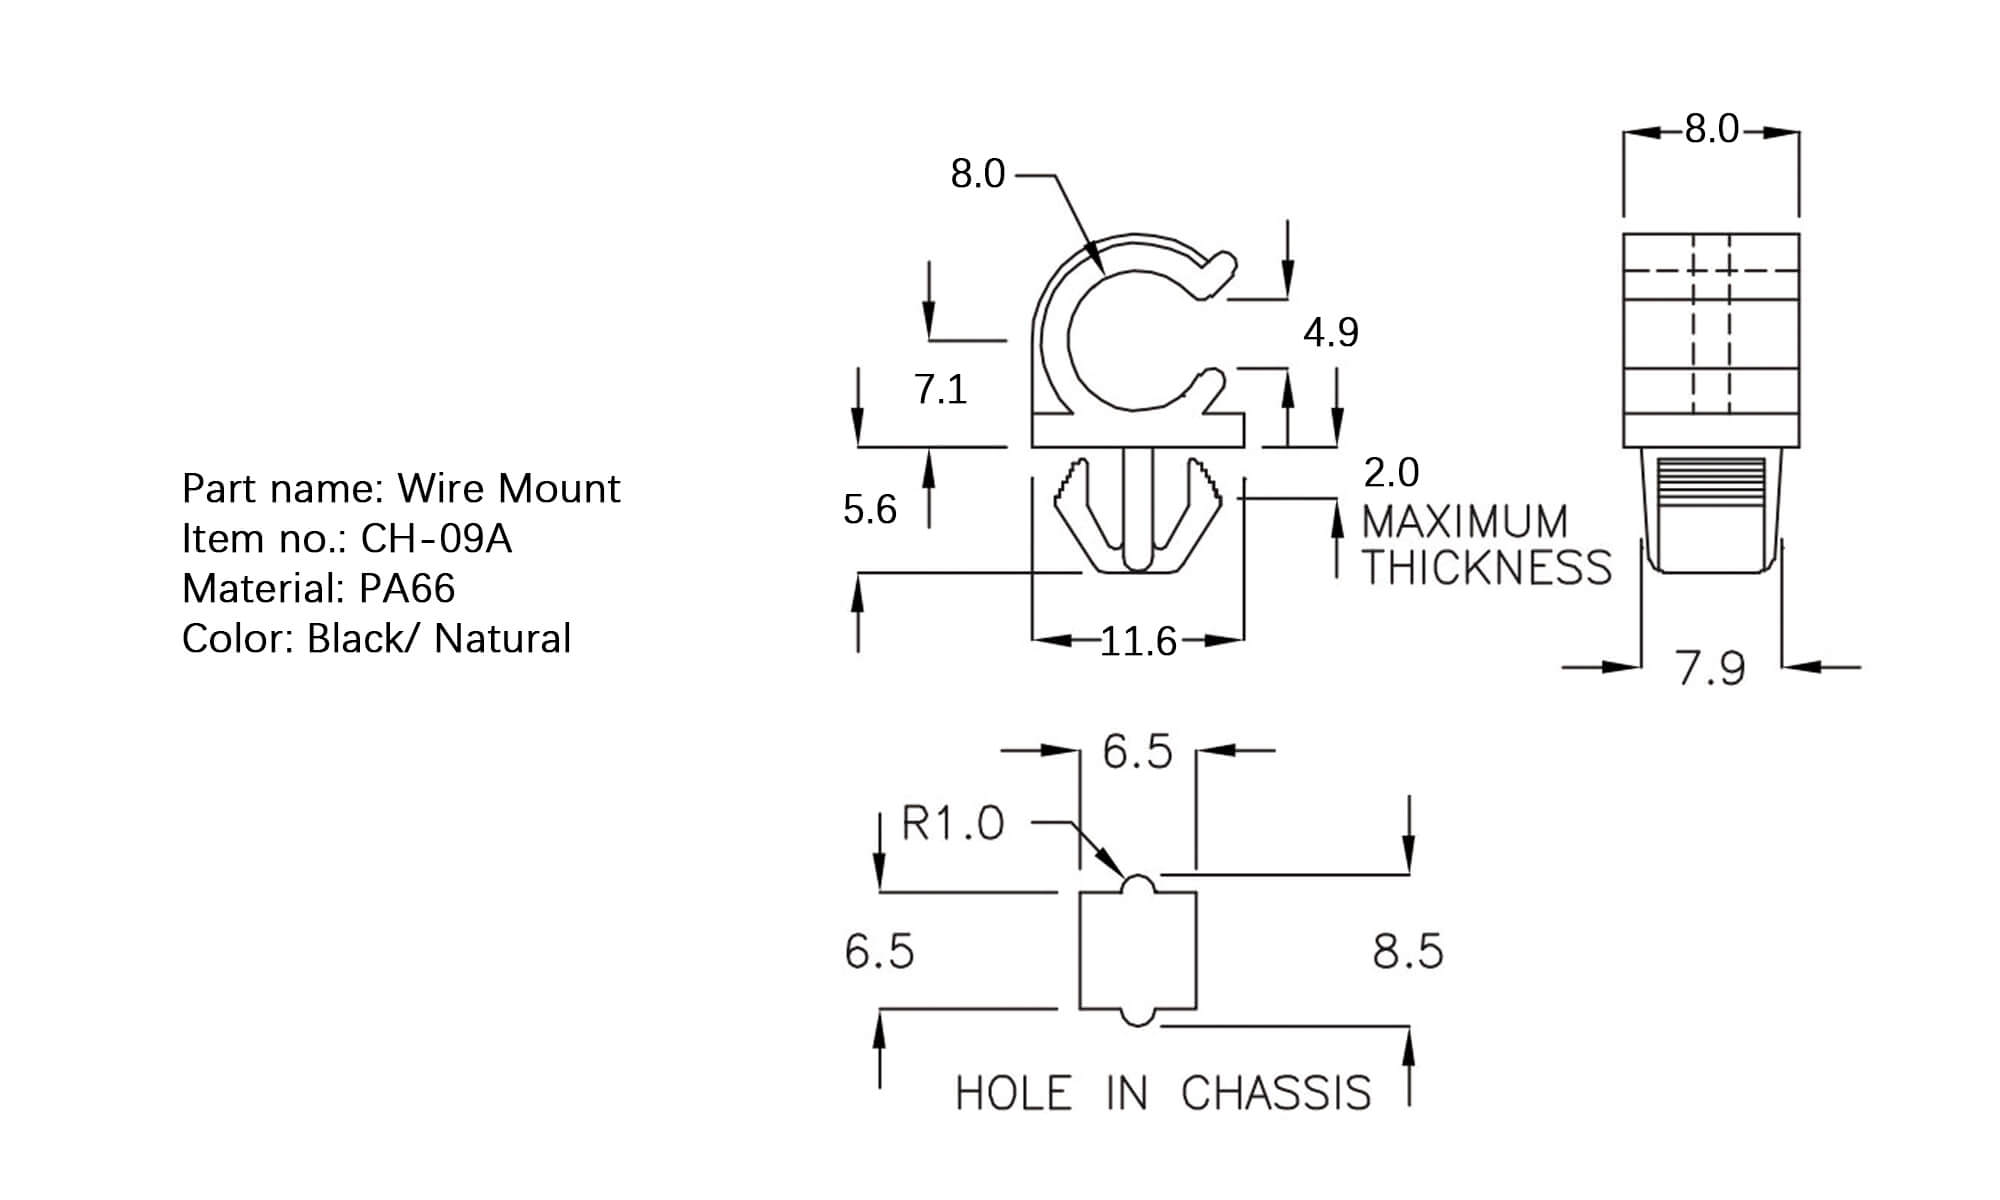 8.0
8.0
4.9
7.1
Part name: Wire Mount
Item no.: CH-09A
Material: PA66
Color: Black/ Natural
5.6
2.0
MAXIMUM
THICKNESS
11.6
7.9
6.5
R1.0
6.5
8.5
HOLE IN CHASSIS